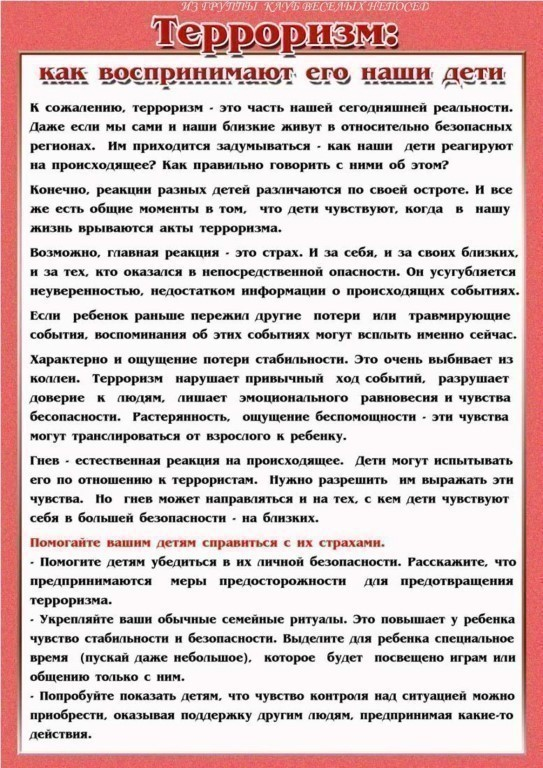 ИЗ ГРУППЫ КЛУБ ВЕСЕЛЫХ НЕПОСЕД
Терроризм:
как воспринимают его наши дети
К сожалению, терроризм - это часть нашей сегодняшней реальности.
Даже если мы сами и наши близкие живут в относительно безопасных
регионах. Им приходится задумываться - как наши дети реагируют
на происходящее? Как правильно говорить с ними об этом?
Конечно, реакции разных детей различаются по своей остроте. И все
же есть общие моменты в том, что дети чувствуют, когда в нашу
жизнь врываются акты терроризма.
Возможно, главная реакция - это страх. И за себя, и за своих близких,
и за тех, кто оказался в непосредственной опасности. Он усугубляется
неуверенностью, недостатком информации о происходящих событиях.
Если ребенок раньше пережил другие потери или травмирующие
события, воспоминания об этих событиях могут всплыть именно сейчас.
Характерно и ощущение потери стабильности. Это очень выбивает из
колеи. Терроризм нарушает привычный ход событий, разрушает
доверие к людям, лишает эмоционального равновесия и чувства
бесопасности. Растерянность, ощущение беспомощности - эти чувства
могут транслироваться от взрослого к ребенку.
Гнев - естественная реакция на происходящее. Дети могут испытывать
его по отношению к террористам. Нужно разрешить им выражать эти
чувства. Но гнев может направляться и на тех, с кем дети чувствуют
себя в большей безопасности - на близких.
Помогайте вашим детям справиться с их страхами.
- Помогите детям убедиться в их личной безопасности. Расскажите, что
предпринимаются меры предосторожности для предотвращения
терроризма.
- Укрепляйте ваши обычные семейные ритуалы. Это повышает у ребенка
чувство стабильности и безопасности. Выделите для ребенка специальное
время (пускай даже небольшое), которое будет посвещено играм или
общению только с ним.
- Попробуйте показать детям, что чувство контроля над ситуацией можно
приобрести, оказывая поддержку другим людям, предпринимая какие-то
действия.